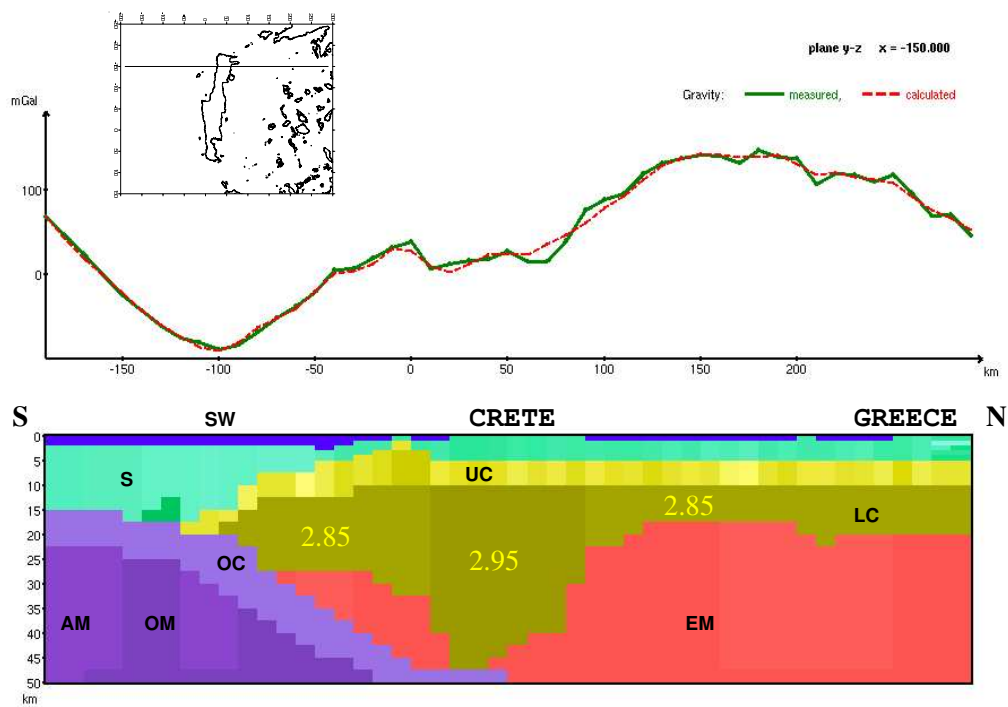 plane y-z x = -150.000
mGal
Gravity: measured, calculated
100
0
-150 -100 -50 0 50 100 150 200
km
S SW CRETE GREECE N
0
5
10
15
20
25
30
35
40
45
50
km
S
UC
2.85
2.85
LC
OC
2.95
AM
OM
EM